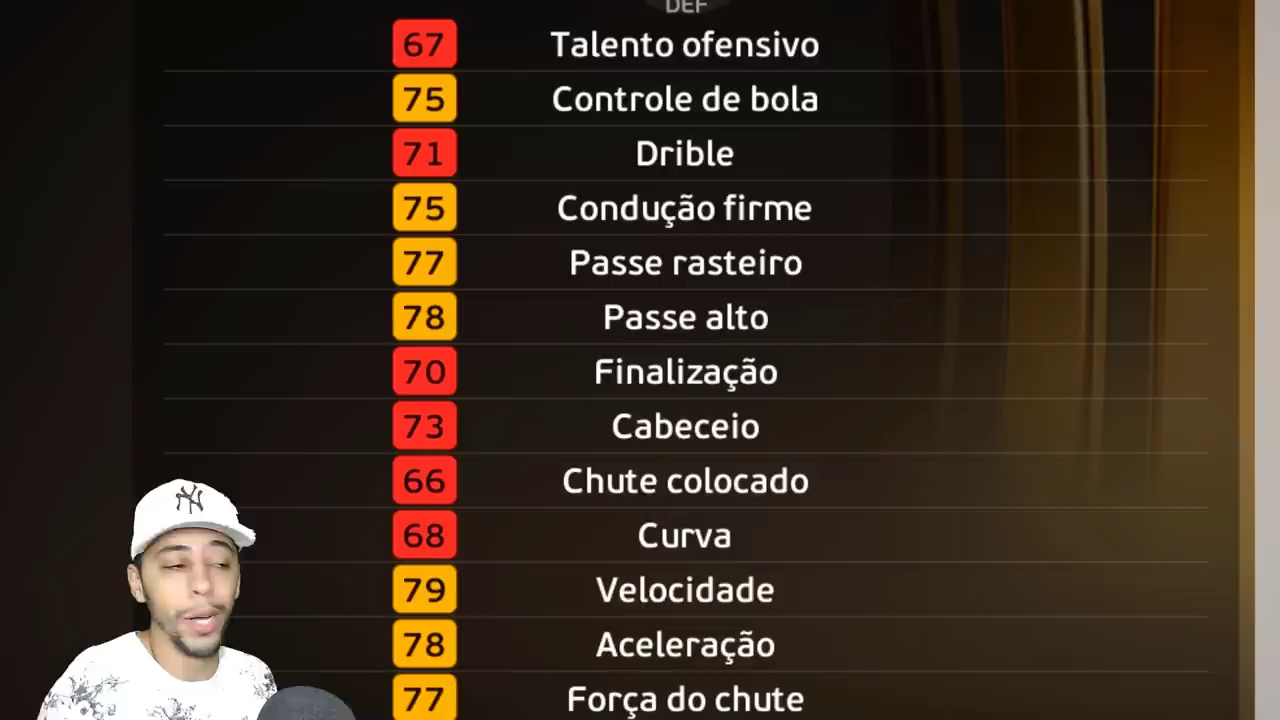 DEF
67 Talento ofensivo
75 Controle de bola
71 Drible
75 Condução firme
77 Passe rasteiro
78 Passe alto
70 Finalização
73 Cabeceio
66 Chute colocado
68 Curva
79 Velocidade
78 Aceleração
77 Força do chute
NY